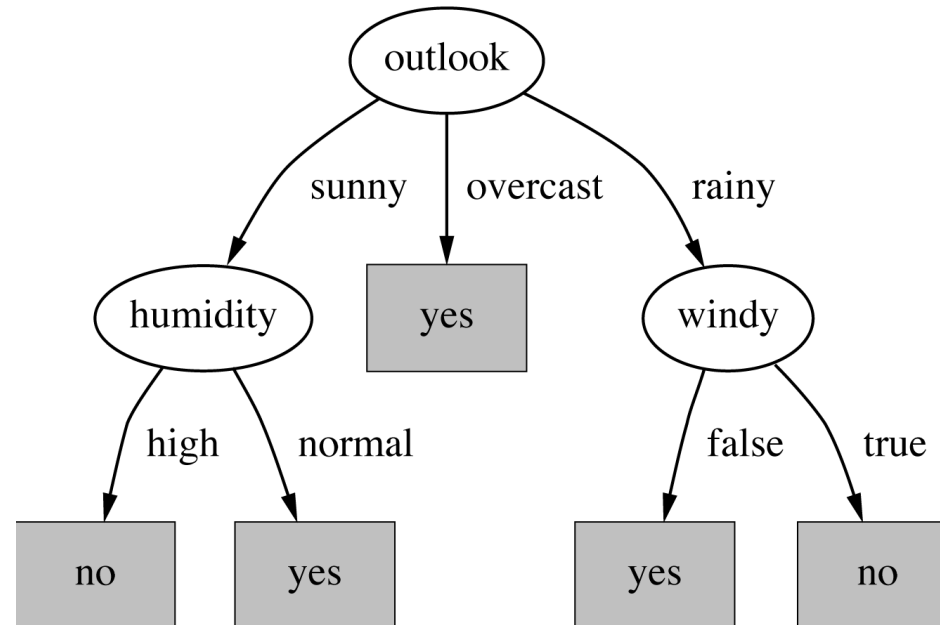 outlook
sunny overcast rainy
humidity yes windy
high normal false true
no yes yes no